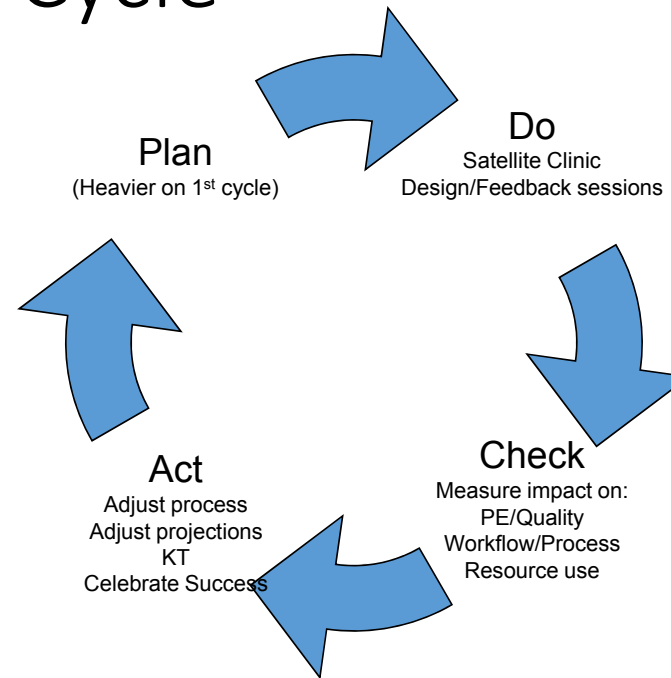 Cycle
Plan
(Heavier on 1st cycle)
Do
Satellite Clinic
Design/Feedback sessions
Check
Measure impact on:
PE/Quality
Workflow/Process
Resource use
Act
Adjust process
Adjust projections
KT
Celebrate Success